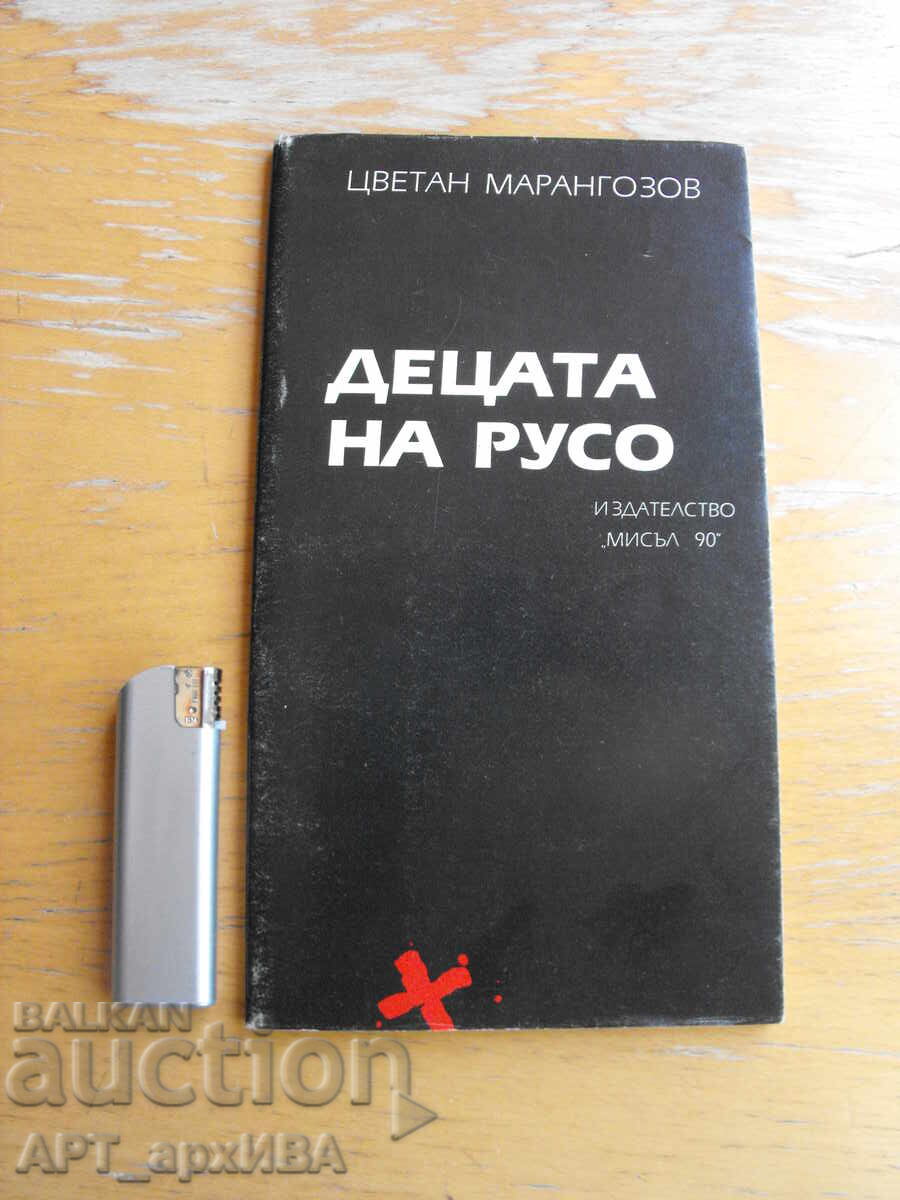 ЦВЕТАН МАРАНГОЗОВ
ДЕЦАТА
НА РУСО
ИЗДАТЕЛСТВО
„МИСЪЛ 90“
BALKAN
auction
АРТ_архИВА